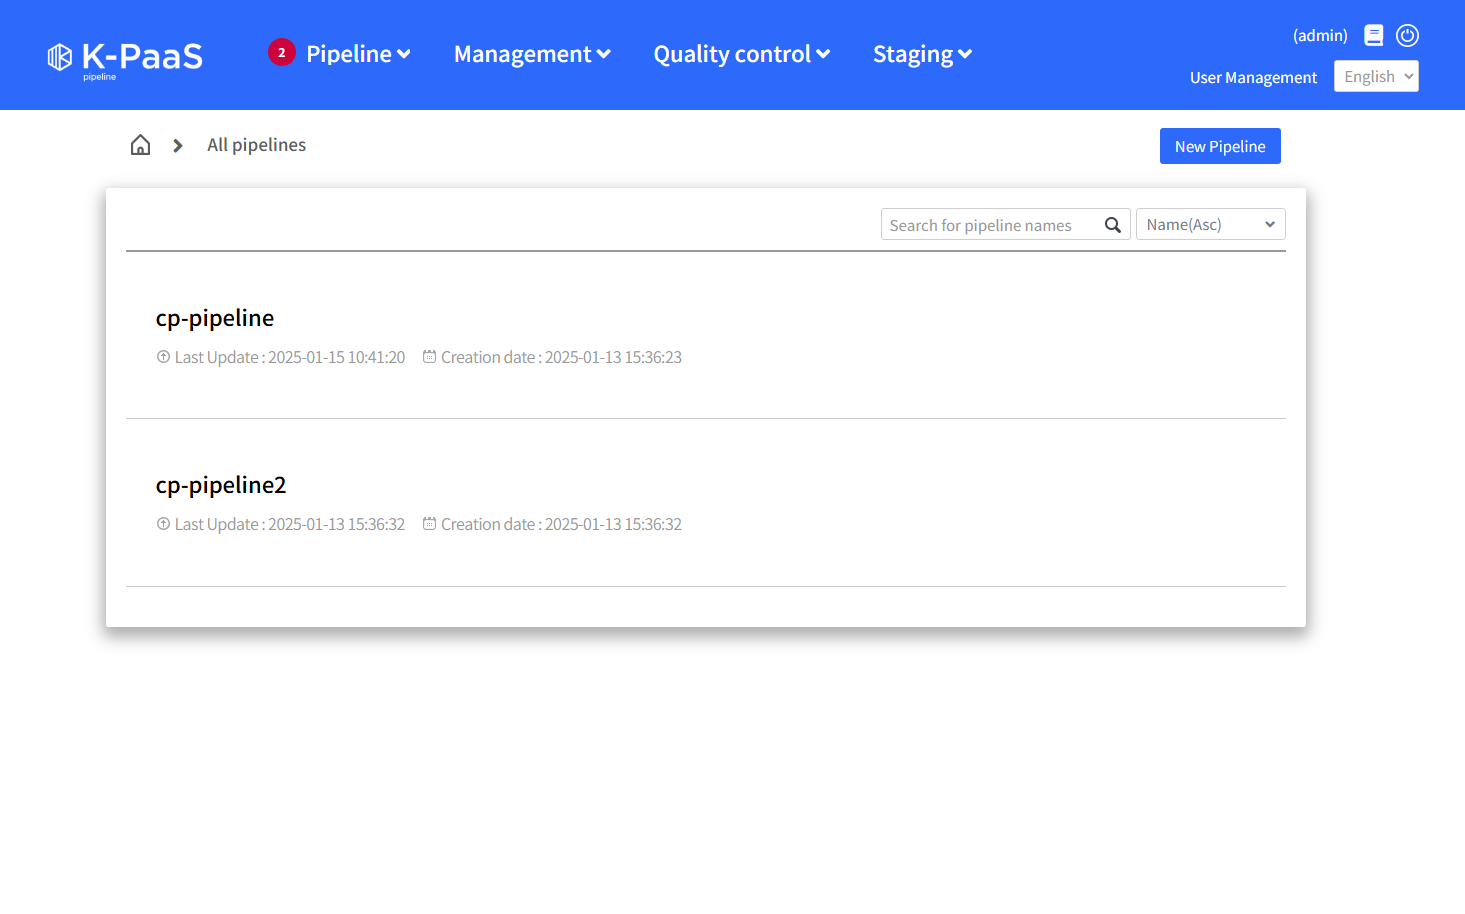 K-PaaS
pipeline
2 Pipeline Management Quality control Staging
(admin)
User Management English
All pipelines
New Pipeline
Search for pipeline names Name(Asc)
cp-pipeline
Last Update : 2025-01-15 10:41:20 Creation date : 2025-01-13 15:36:23
cp-pipeline2
Last Update : 2025-01-13 15:36:32 Creation date : 2025-01-13 15:36:32